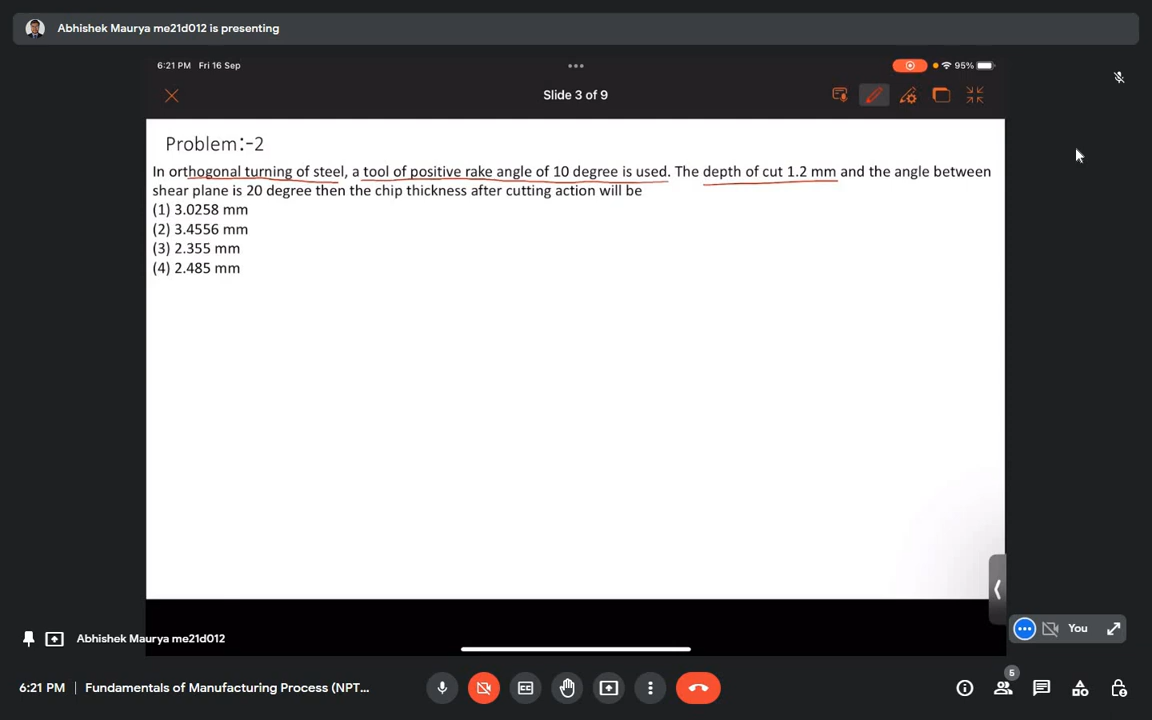 Abhishek Maurya me21d012 is presenting
6:21 PM Fri 16 Sep
95%
Slide 3 of 9
Problem:-2
In orthogonal turning of steel, a tool of positive rake angle of 10 degree is used. The depth of cut 1.2 mm and the angle between
shear plane is 20 degree then the chip thickness after cutting action will be
(1) 3.0258 mm
(2) 3.4556 mm
(3) 2.355 mm
(4) 2.485 mm
You
Abhishek Maurya me21d012
5
6:21 PM | Fundamentals of Manufacturing Process (NPT...